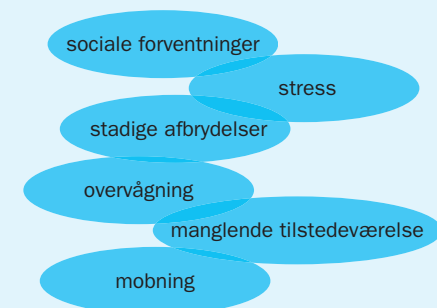 sociale forventninger
stress
stadige afbrydelser
overvågning
manglende tilstedeværelse
mobning